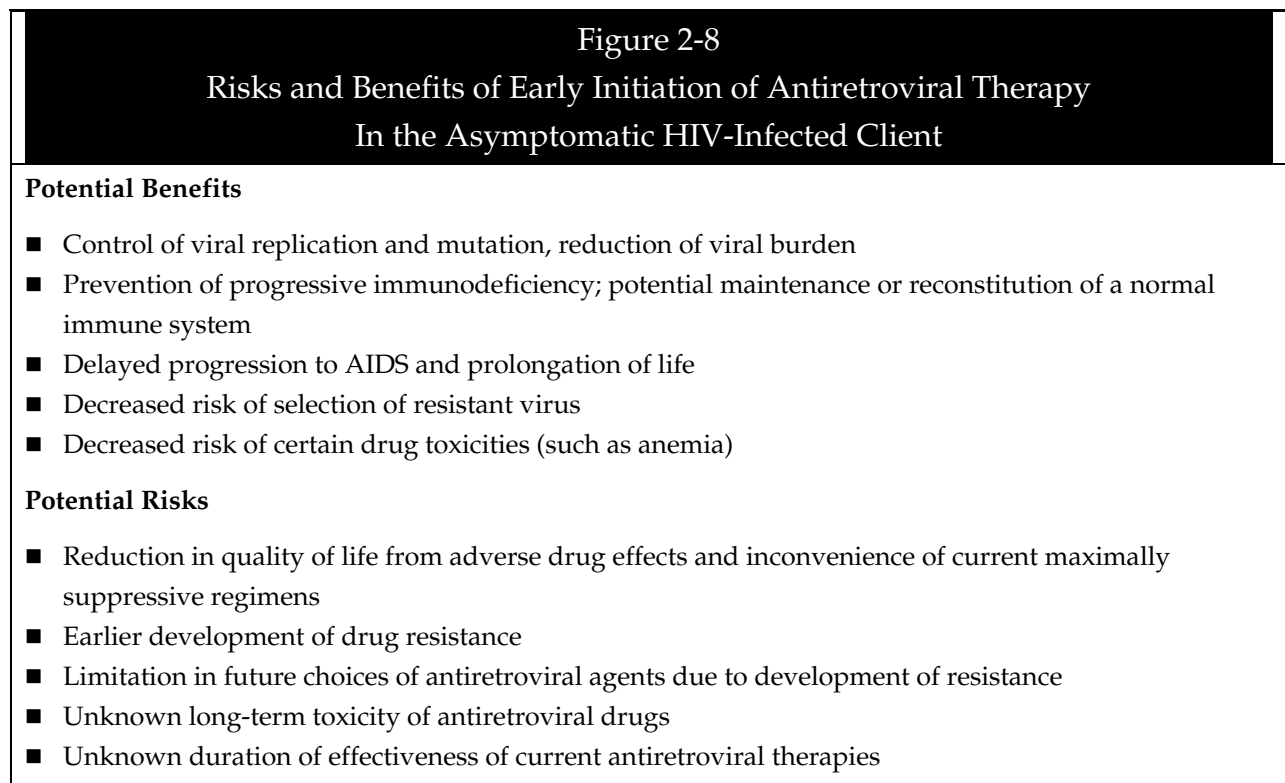 Figure 2-8
Risks and Benefits of Early Initiation of Antiretroviral Therapy
In the Asymptomatic HIV-Infected Client
Potential Benefits
■ Control of viral replication and mutation, reduction of viral burden
■ Prevention of progressive immunodeficiency; potential maintenance or reconstitution of a normal
immune system
■ Delayed progression to AIDS and prolongation of life
■ Decreased risk of selection of resistant virus
■ Decreased risk of certain drug toxicities (such as anemia)
Potential Risks
■ Reduction in quality of life from adverse drug effects and inconvenience of current maximally
suppressive regimens
■ Earlier development of drug resistance
■ Limitation in future choices of antiretroviral agents due to development of resistance
■ Unknown long-term toxicity of antiretroviral drugs
■ Unknown duration of effectiveness of current antiretroviral therapies